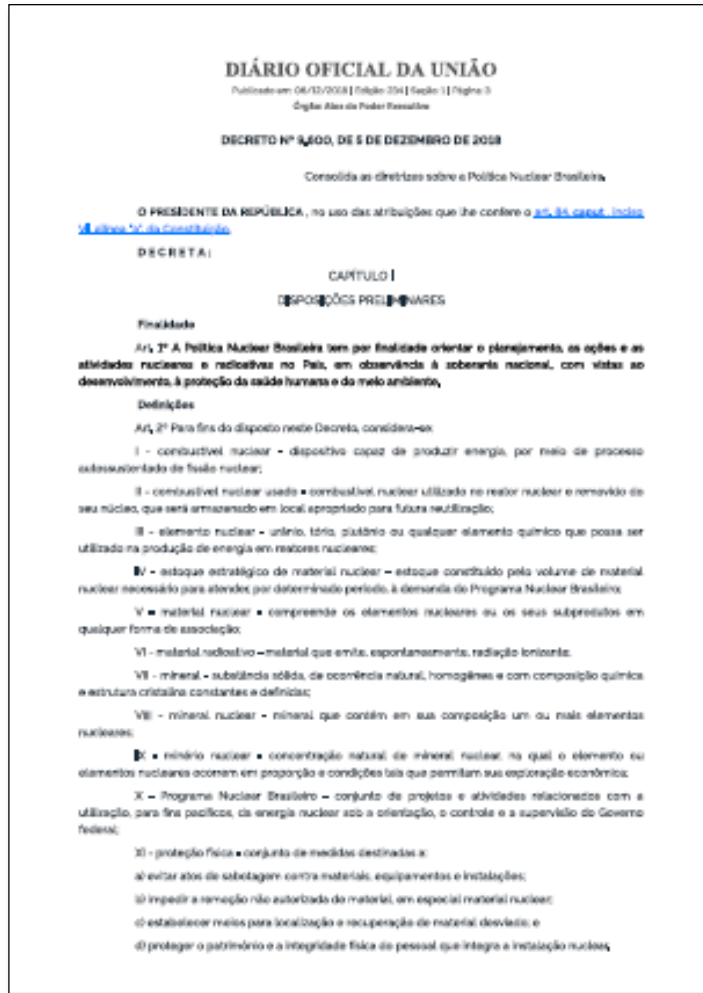 DIÁRIO OFICIAL DA UNIÃO
Publicado em: 06/12/2018 | Edição: 234 | Seção: 1 | Página: 3
Órgão: Atos do Poder Executivo
DECRETO Nº 9.600, DE 5 DE DEZEMBRO DE 2018
Consolida as diretrizes sobre a Política Nuclear Brasileira.
O PRESIDENTE DA REPÚBLICA, no uso das atribuições que lhe confere o art. 84, caput, inciso
VI, alínea "a", da Constituição,
D E C R E T A :
CAPÍTULO I
DISPOSIÇÕES PRELIMINARES
Finalidade
Art. 1º A Política Nuclear Brasileira tem por finalidade orientar o planejamento, as ações e as
atividades nucleares e radioativas no País, em observância à soberania nacional, com vistas ao
desenvolvimento, à proteção da saúde humana e do meio ambiente.
Definições
Art. 2º Para fins do disposto neste Decreto, considera-se:
I - combustível nuclear - dispositivo capaz de produzir energia, por meio de processo
autossustentado de fissão nuclear;
II - combustível nuclear usado - combustível nuclear utilizado no reator nuclear e removido do
seu núcleo, que será armazenado em local apropriado para futura reutilização;
III - elemento nuclear - urânio, tório, plutônio ou qualquer elemento químico que possa ser
utilizado na produção de energia em reatores nucleares;
IV - estoque estratégico de material nuclear - estoque constituído pelo volume de material
nuclear necessário para atender, por determinado período, à demanda do Programa Nuclear Brasileiro;
V - material nuclear - compreende os elementos nucleares ou os seus subprodutos em
qualquer forma de associação;
VI - material radioativo - material que emite, espontaneamente, radiação ionizante;
VII - mineral - substância sólida, de ocorrência natural, homogênea e com composição química
e estrutura cristalina constantes e definidas;
VIII - mineral nuclear - mineral que contém em sua composição um ou mais elementos
nucleares;
IX - minério nuclear - concentração natural de mineral nuclear, na qual o elemento ou
elementos nucleares ocorrem em proporção e condições tais que permitam sua exploração econômica;
X - Programa Nuclear Brasileiro - conjunto de projetos e atividades relacionados com a
utilização, para fins pacíficos, da energia nuclear sob a orientação, o controle e a supervisão do Governo
federal;
XI - proteção física - conjunto de medidas destinadas a:
a) evitar atos de sabotagem contra materiais, equipamentos e instalações;
b) impedir a remoção não autorizada de material, em especial material nuclear;
c) estabelecer meios para localização e recuperação de material desviado; e
d) proteger o patrimônio e a integridade física do pessoal que integra a instalação nuclear.